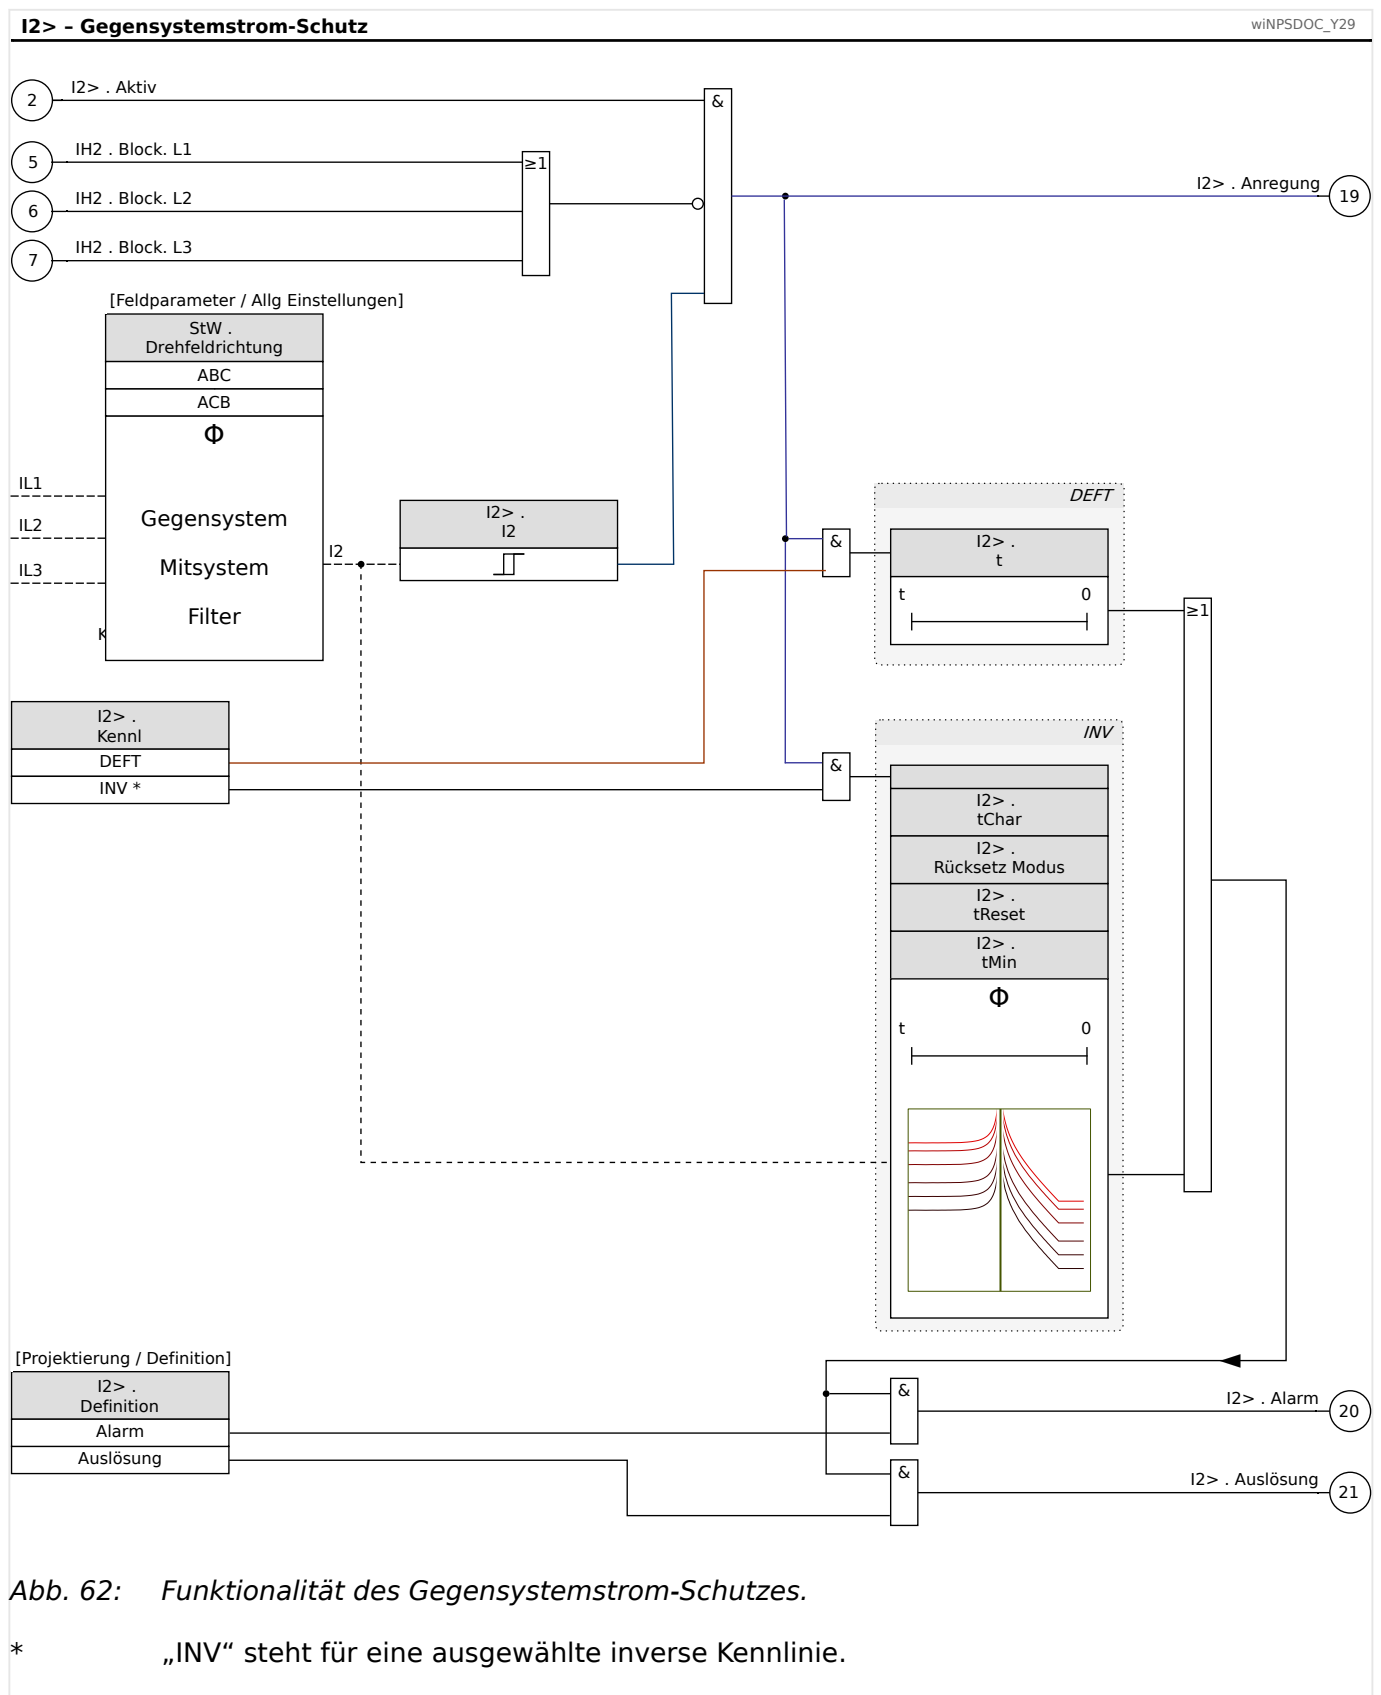 I2> – Gegensystemstrom-Schutz
wiNPSDOC_Y29
2
I2> . Aktiv
&
5
IH2 . Block. L1
≥1
6
IH2 . Block. L2
7
IH2 . Block. L3
I2> . Anregung
19
[Feldparameter / Allg Einstellungen]
StW .
Drehfeldrichtung
ABC
ACB
Φ
IL1
IL2
IL3
Gegensystem
Mitsystem
Filter
K
I2
I2> .
I2
&
DEFT
I2> .
t
t
0
≥1
I2> .
Kennl
DEFT
INV *
&
INV
I2> .
tChar
I2> .
Rücksetz Modus
I2> .
tReset
I2> .
tMin
Φ
t
0
[Projektierung / Definition]
I2> .
Definition
Alarm
Auslösung
&
I2> . Alarm
20
&
I2> . Auslösung
21
Abb. 62: Funktionalität des Gegensystemstrom-Schutzes.
* „INV“ steht für eine ausgewählte inverse Kennlinie.